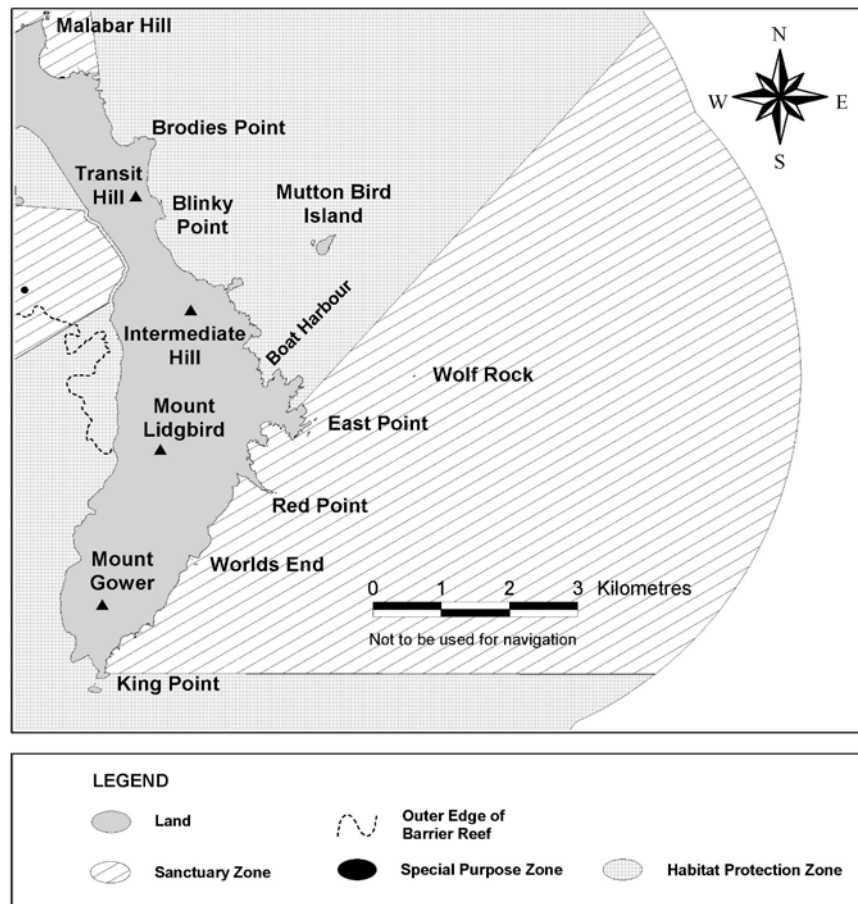 Malabar Hill
N
W E
S
Brodies Point
Transit
Hill
Blinky
Point
Mutton Bird
Island
Boat Harbour
Intermediate
Hill
Wolf Rock
Mount
Lidgbird
East Point
Red Point
Worlds End
Mount
Gower
0 1 2 3 Kilometres
Not to be used for navigation
King Point
LEGEND
Land
Outer Edge of
Barrier Reef
Sanctuary Zone
Special Purpose Zone
Habitat Protection Zone